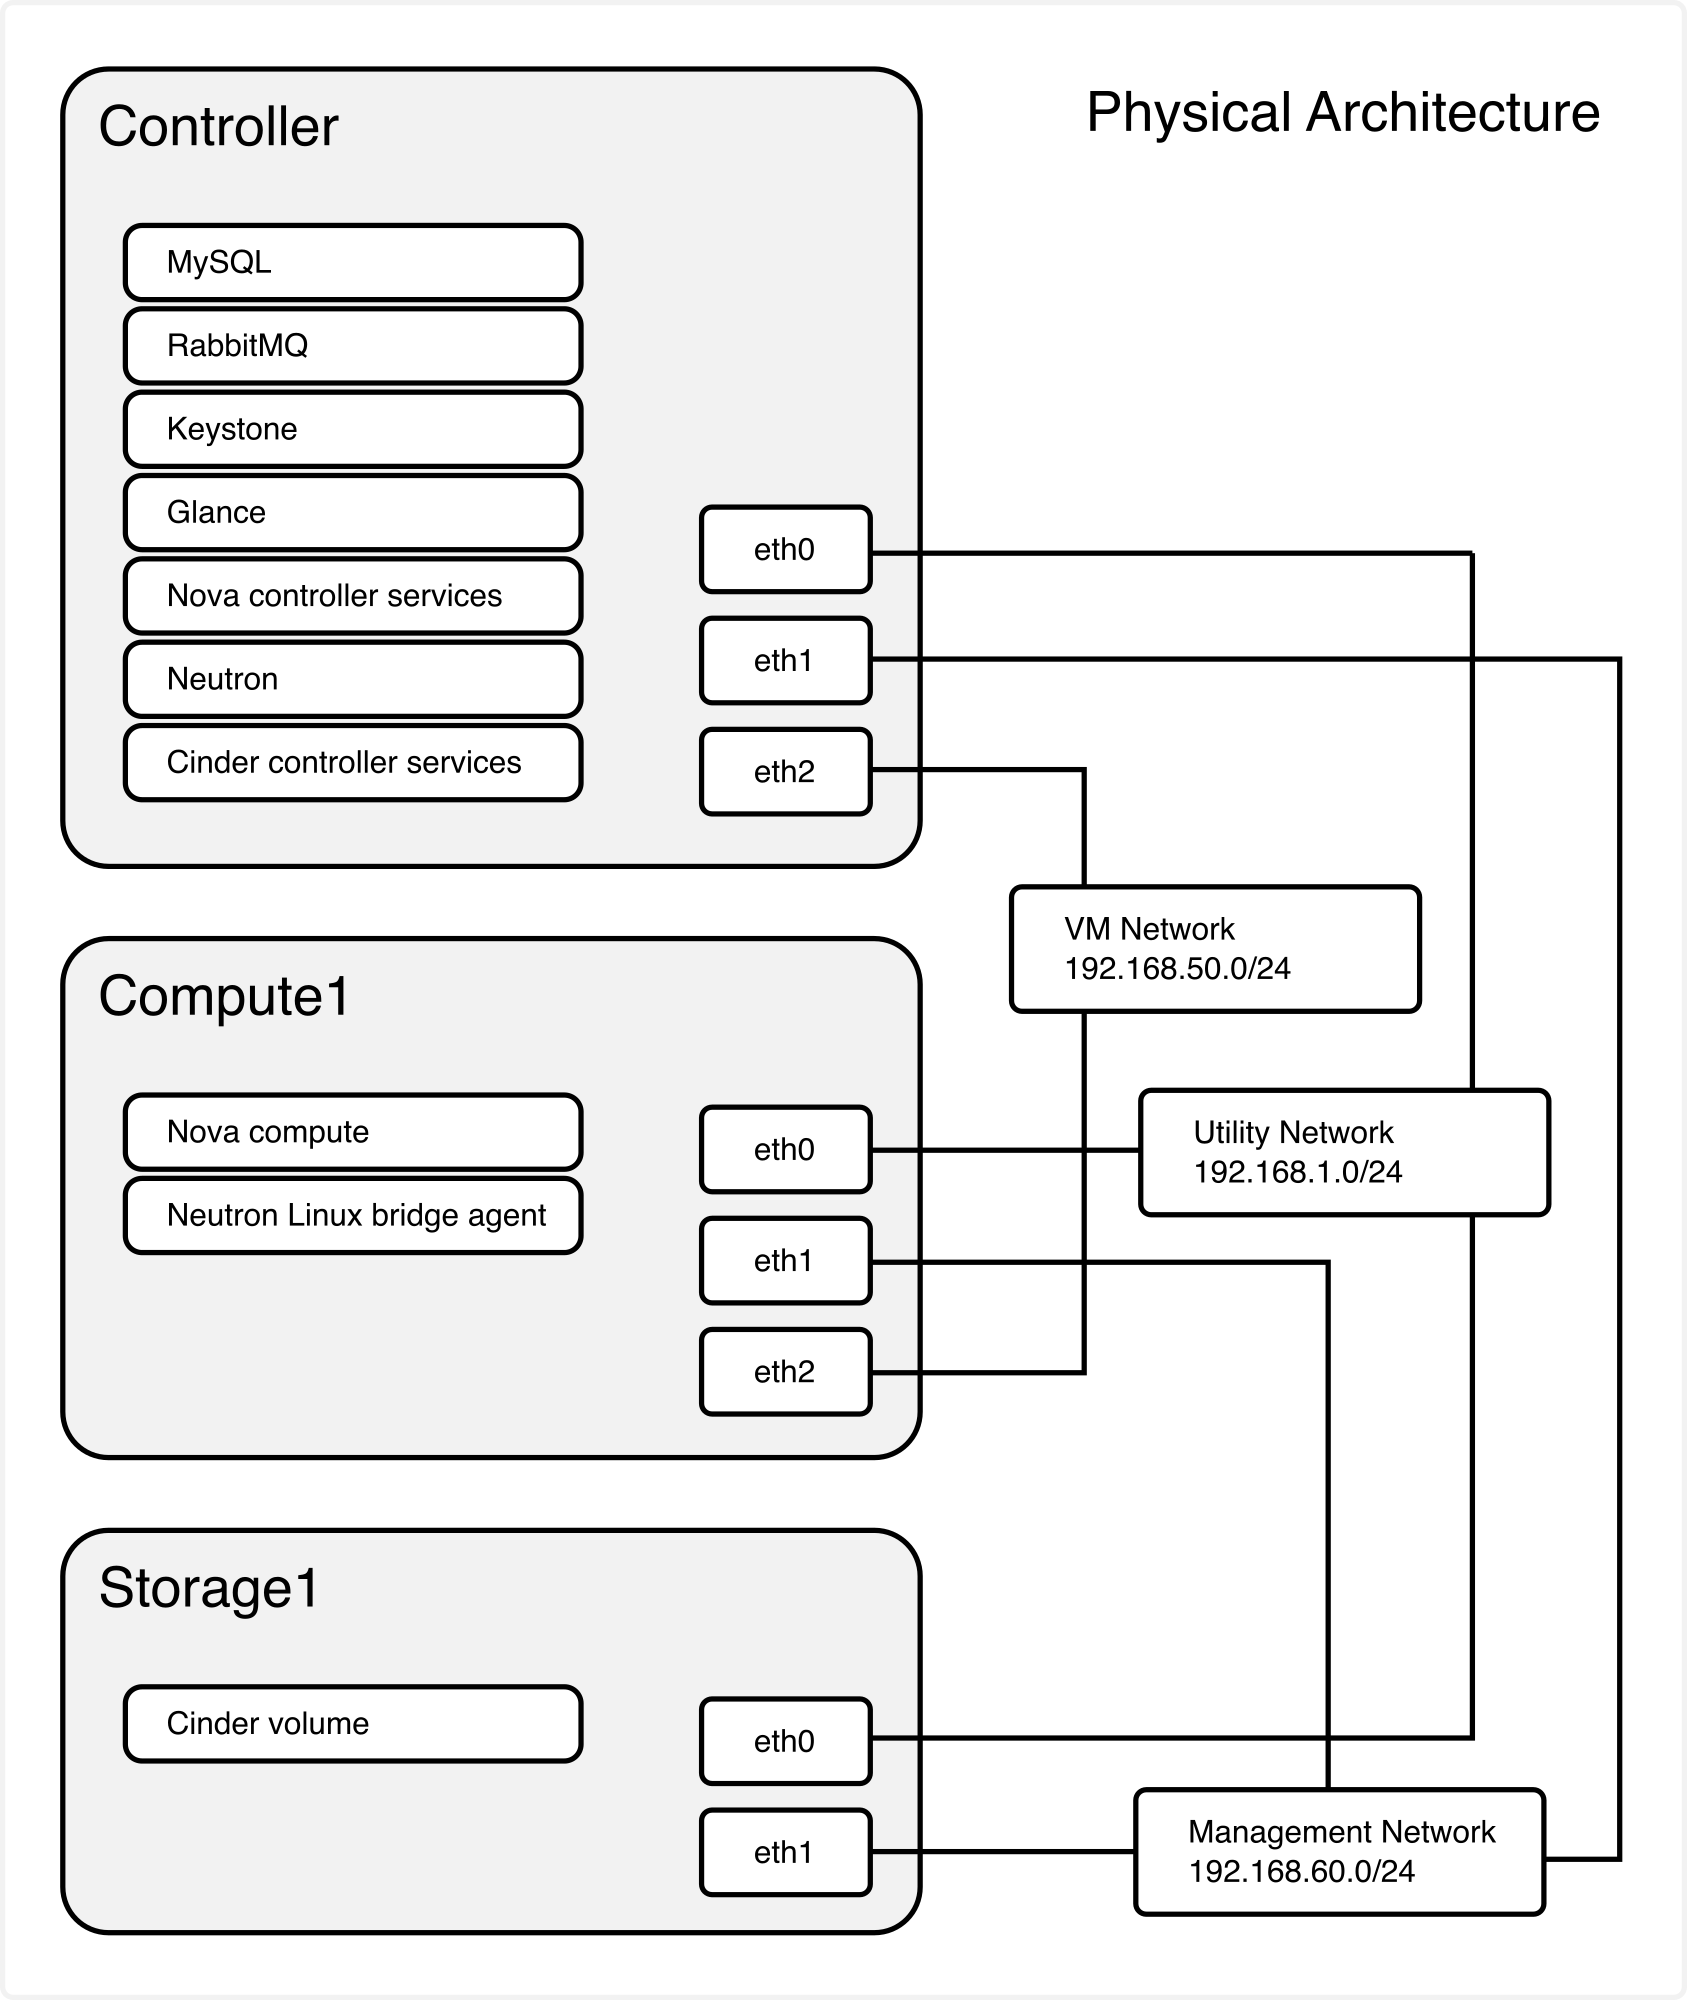 Physical Architecture
Controller
MySQL
RabbitMQ
Keystone
Glance
Nova controller services
Neutron
Cinder controller services
eth0
eth1
eth2
VM Network
192.168.50.0/24
Compute1
Nova compute
Neutron Linux bridge agent
eth0
eth1
eth2
Utility Network
192.168.1.0/24
Storage1
Cinder volume
eth0
eth1
Management Network
192.168.60.0/24